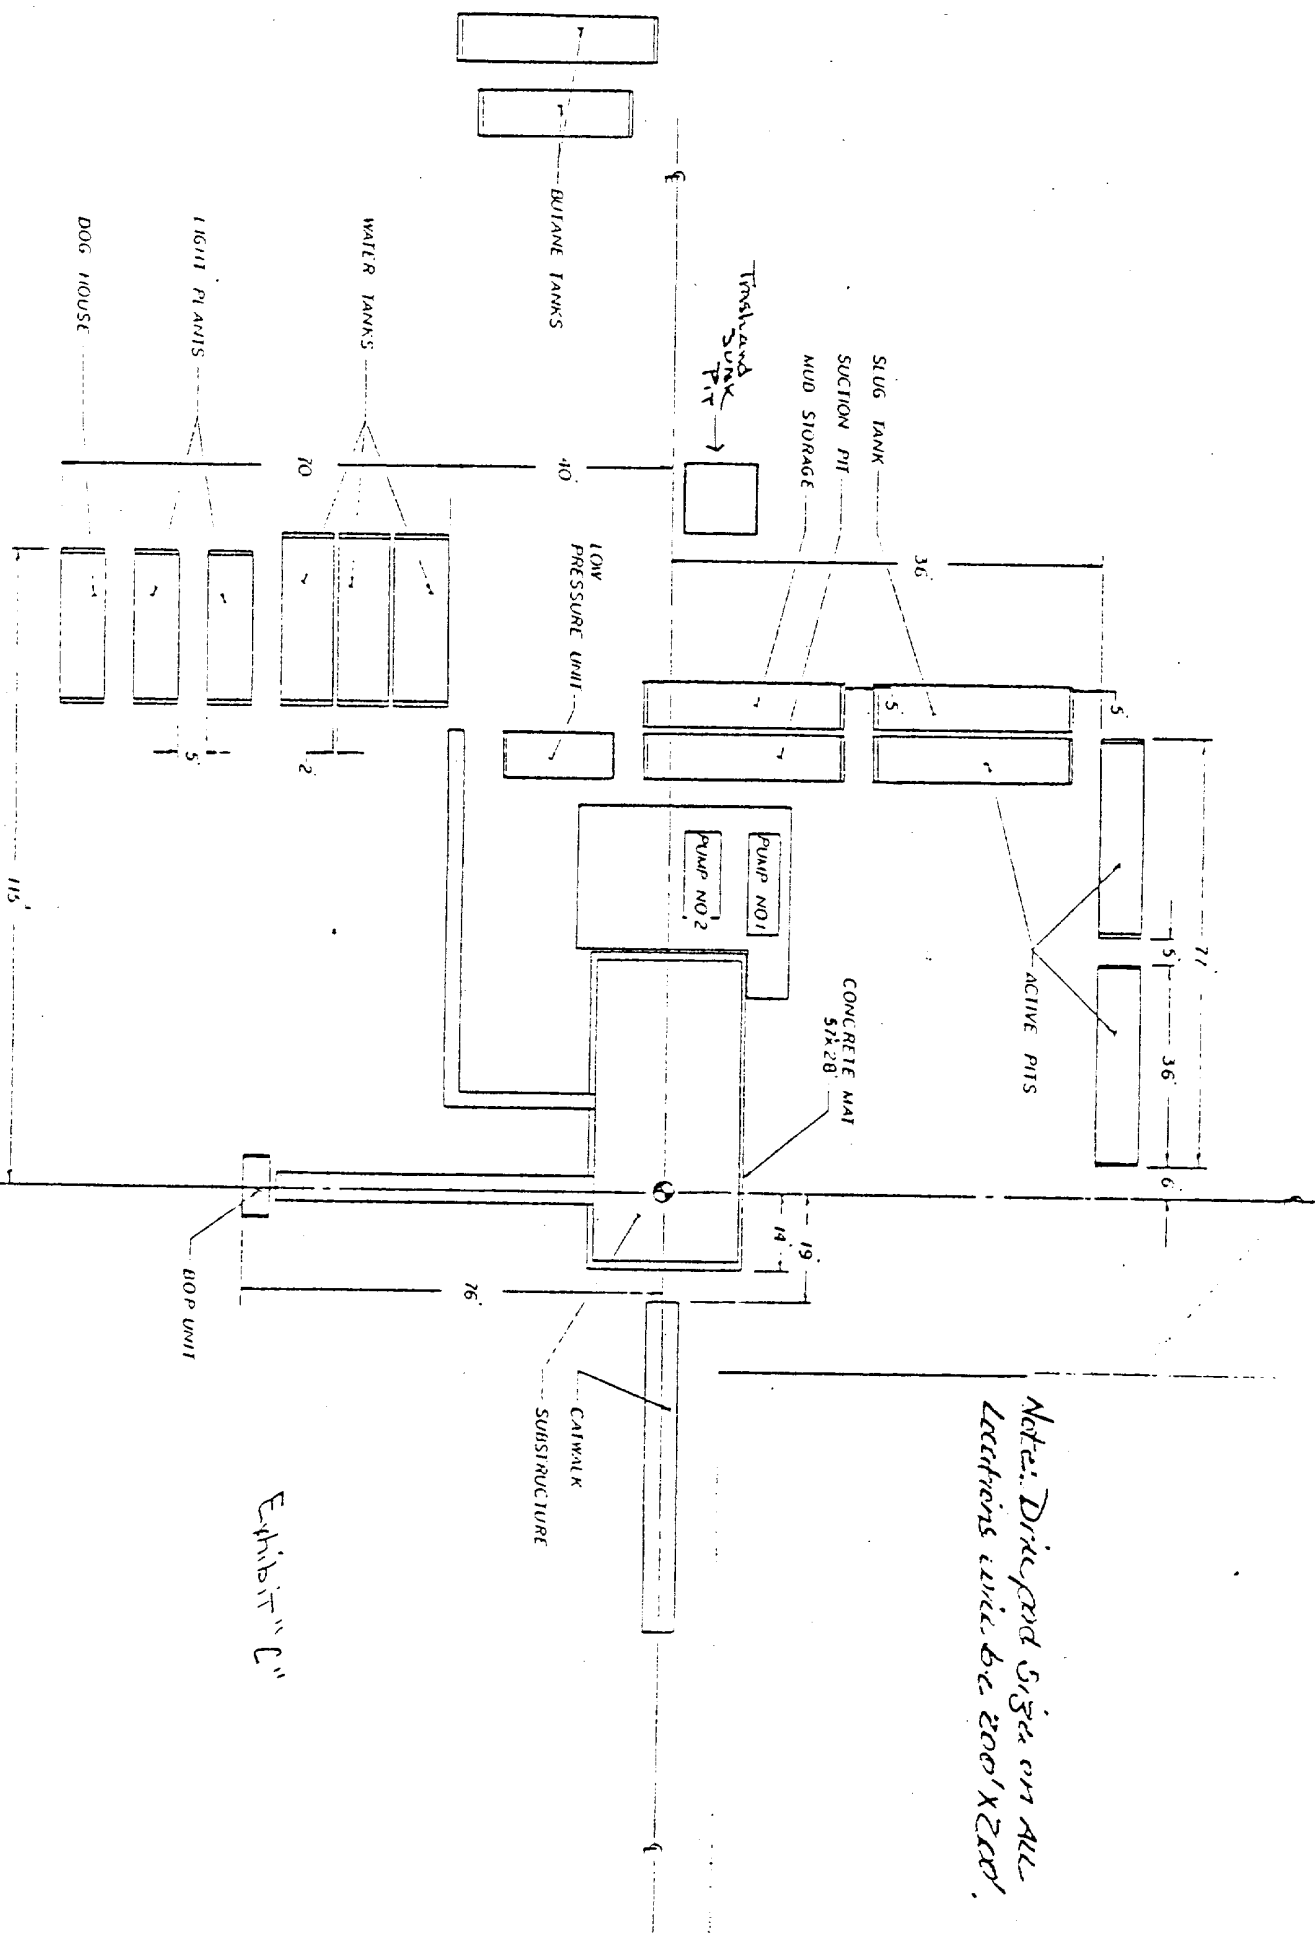 BUTANE TANKS
WATER TANKS
LIGHT PLANTS
DOG HOUSE
Trash and
JUNK
PIT
SLUG TANK
SUCTION PIT
MUD STORAGE
LOW
PRESSURE UNIT
PUMP NO1
PUMP NO.2
CONCRETE MAT
57'x28'
ACTIVE PITS
BOP UNIT
CATWALK
SUBSTRUCTURE
70
40'
36'
5'
5'
5'
77'
36'
6'
14'
19'
76'
5'
2'
115'
Note: Drill pad Size on ALL
Locations will be 200'X200'.
Exhibit "C"